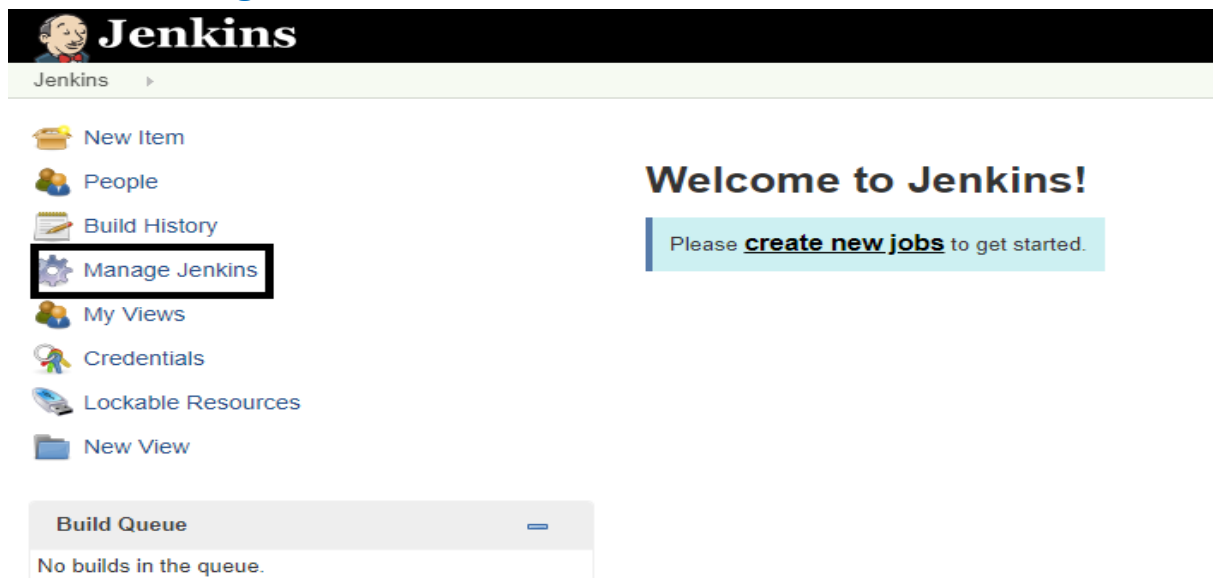 Jenkins
Jenkins
New Item
People
Build History
Manage Jenkins
My Views
Credentials
Lockable Resources
New View
Welcome to Jenkins!
Please create new jobs to get started.
Build Queue
No builds in the queue.